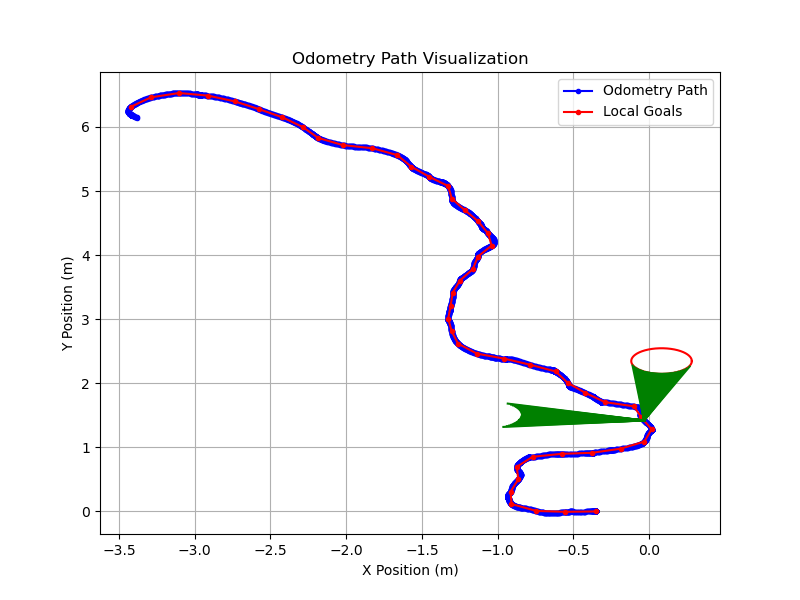 Odometry Path Visualization
Odometry Path
Local Goals
Y Position (m)
6
5
4
3
2
1
0
−3.5 −3.0 −2.5 −2.0 −1.5 −1.0 −0.5 0.0
X Position (m)